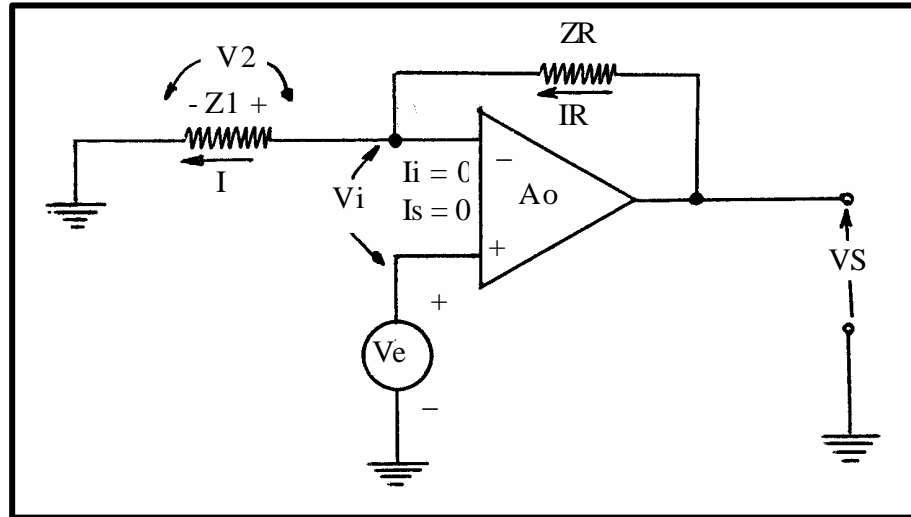 ZR
V2
- Z1 +
IR
I
Vi
Ii = 0
Is = 0
−
Ao
+
VS
+
Ve
−